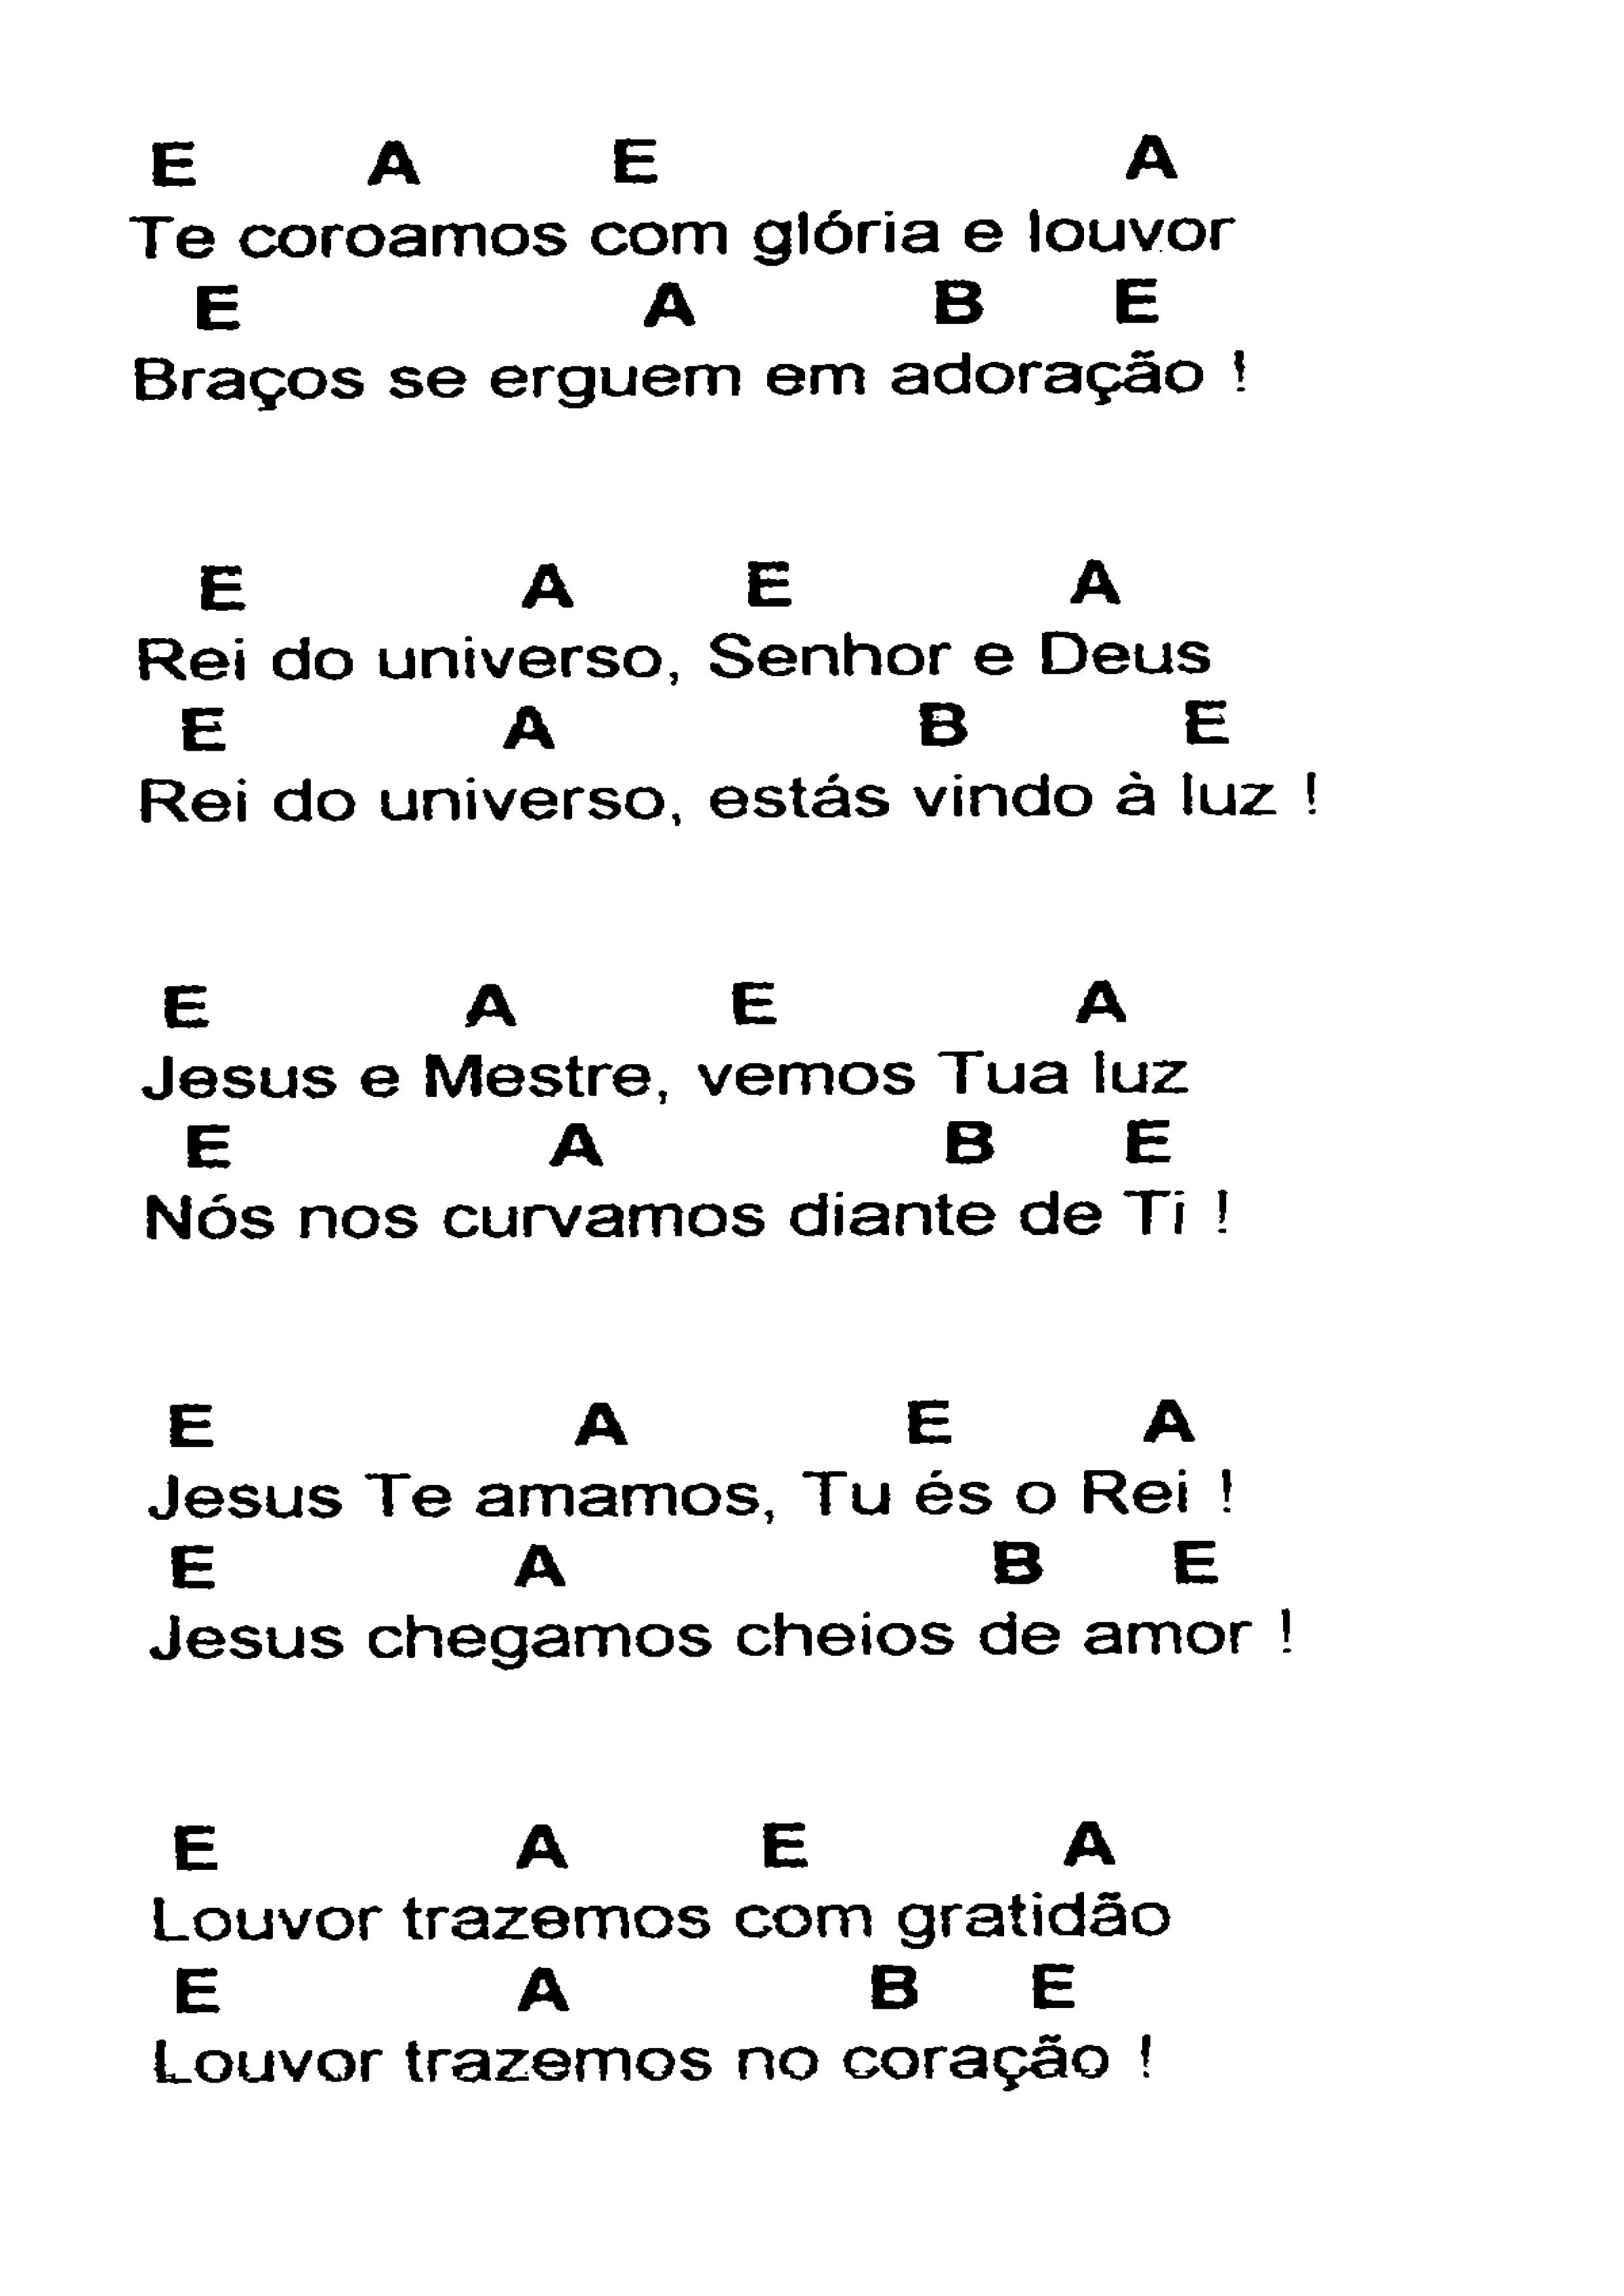 E A E A
Te coroamos com glória e louvor
E A B E
Braços se erguem em adoração !
E A E A
Rei do universo, Senhor e Deus
E A B E
Rei do universo, estás vindo à luz !
E A E A
Jesus e Mestre, vemos Tua luz
E A B E
Nós nos curvamos diante de Ti !
E A E A
Jesus Te amamos, Tu és o Rei !
E A B E
Jesus chegamos cheios de amor !
E A E A
Louvor trazemos com gratidão
E A B E
Louvor trazemos no coração !